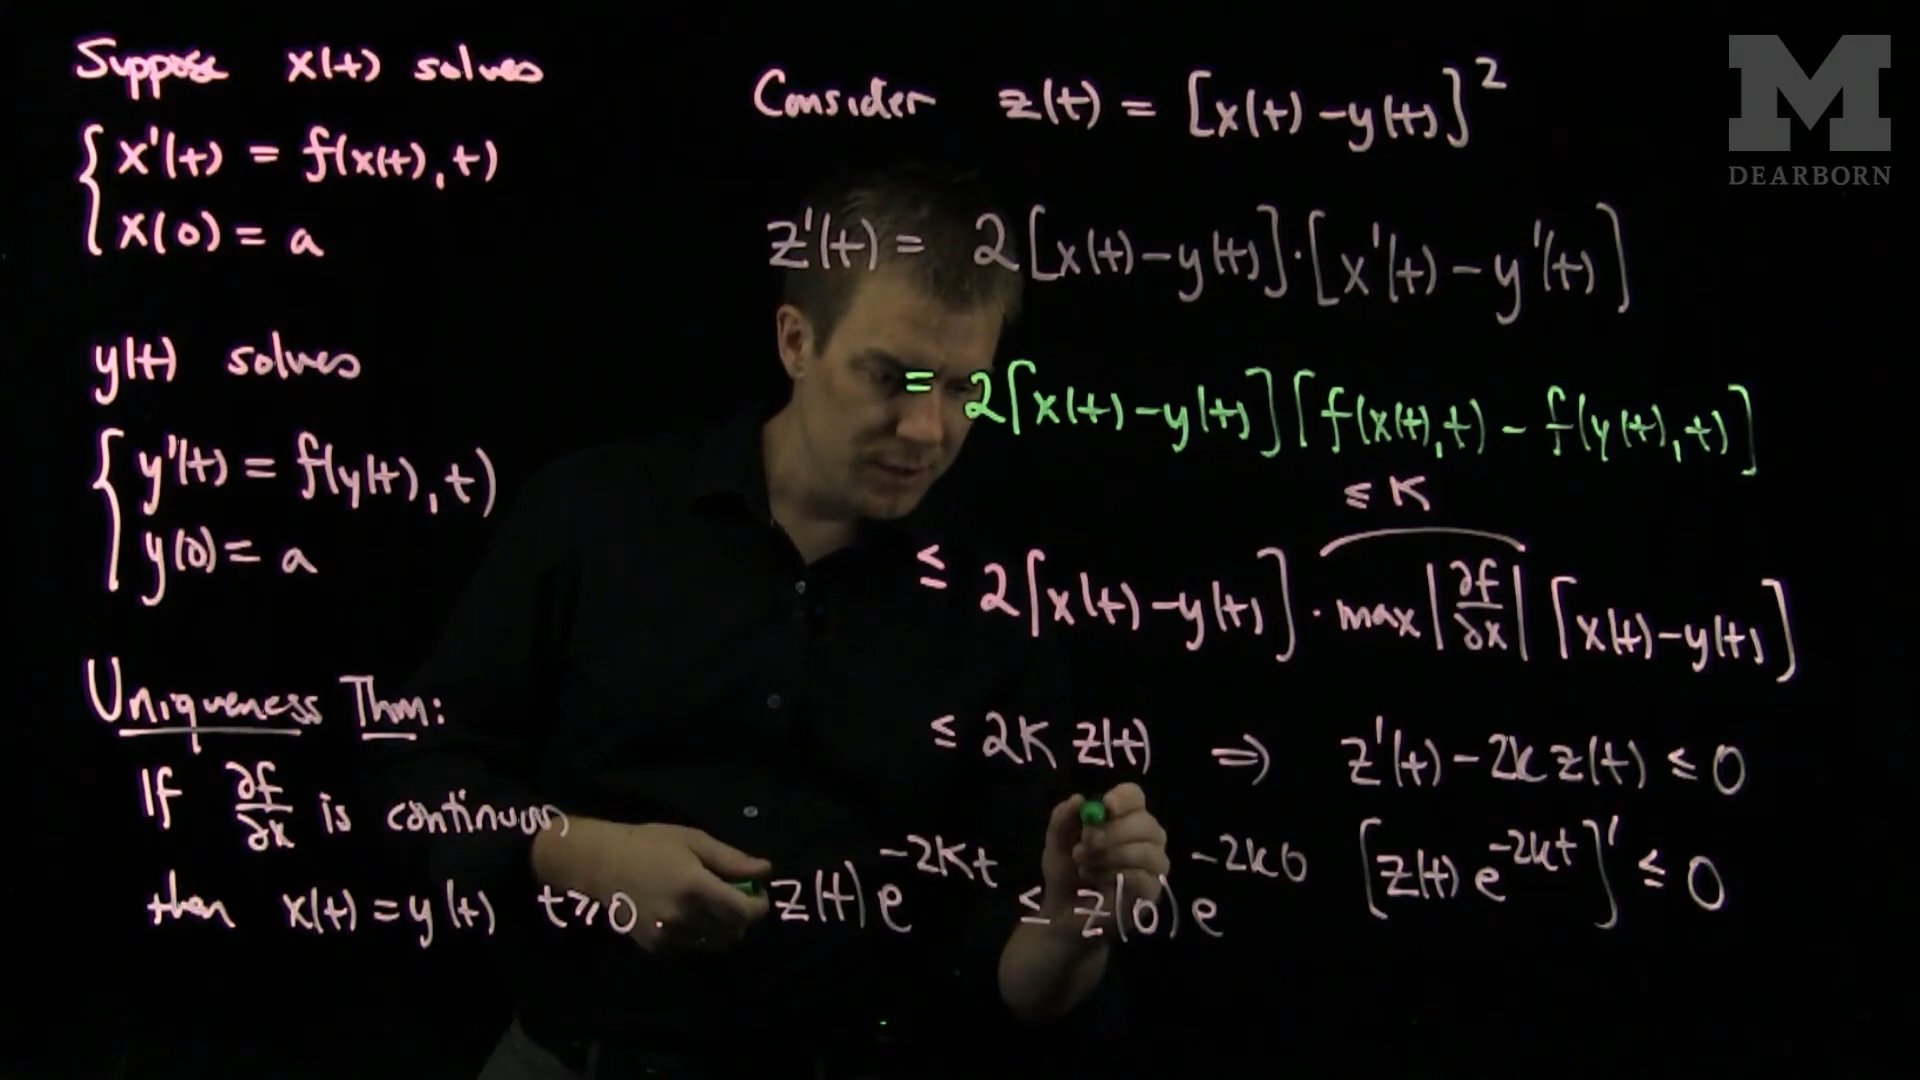 Suppose x(t) solves
x'(t) = f(x(t), t)
x(0) = a
y(t) solves
y'(t) = f(y(t), t)
y(0) = a
Uniqueness Thm:
If ∂f/∂x is continuous,
then x(t) = y(t) t ≥ 0.
Consider z(t) = [x(t) - y(t)]²
z'(t) = 2[x(t) - y(t)]·[x'(t) - y'(t)]
= 2[x(t) - y(t)][f(x(t), t) - f(y(t), t)]
≤ K
≤ 2[x(t) - y(t)]·max|∂f/∂x| [x(t) - y(t)]
≤ 2K z(t) ⇒ z'(t) - 2K z(t) ≤ 0
[z(t) e^{-2Kt}]' ≤ 0
z(t) e^{-2Kt} ≤ z(0) e^{-2K0}
M
DEARBORN